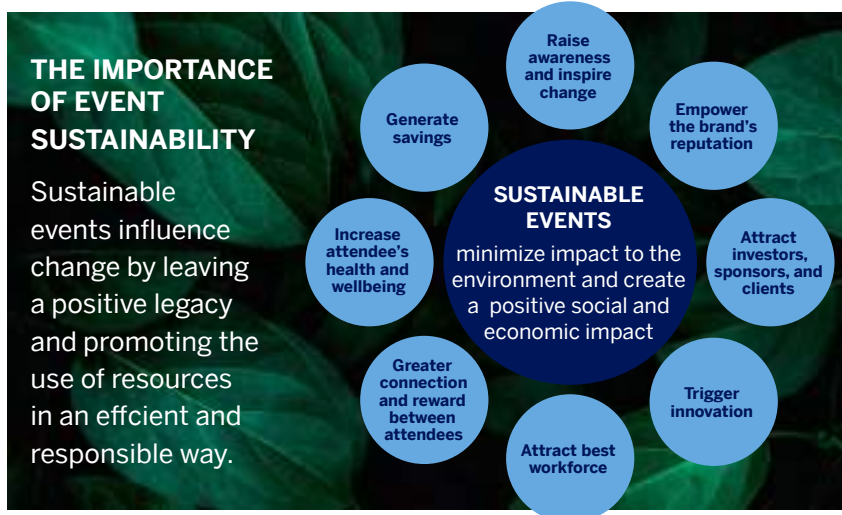 THE IMPORTANCE
OF EVENT
SUSTAINABILITY
Sustainable
events influence
change by leaving
a positive legacy
and promoting the
use of resources
in an effcient and
responsible way.
Raise
awareness
and inspire
change
Empower
the brand's
reputation
Attract
investors,
sponsors, and
clients
Trigger
innovation
Attract best
workforce
Greater
connection
and reward
between
attendees
Increase
attendee's
health and
wellbeing
Generate
savings
SUSTAINABLE
EVENTS
minimize impact to the
environment and create
a positive social and
economic impact